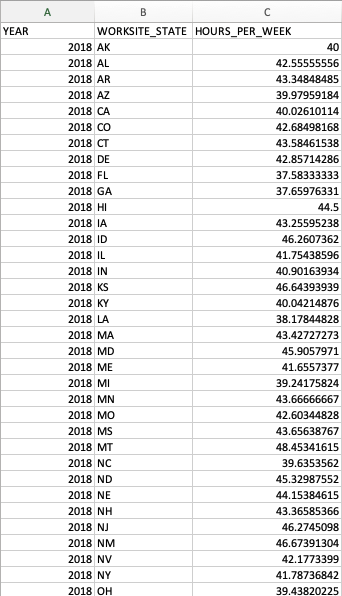 A B C
YEAR WORKSITE_STATE HOURS_PER_WEEK
2018 AK 40
2018 AL 42.55555556
2018 AR 43.34848485
2018 AZ 39.97959184
2018 CA 40.02610114
2018 CO 42.68498168
2018 CT 43.58461538
2018 DE 42.85714286
2018 FL 37.58333333
2018 GA 37.65976331
2018 HI 44.5
2018 IA 43.25595238
2018 ID 46.2607362
2018 IL 41.75438596
2018 IN 40.90163934
2018 KS 46.64393939
2018 KY 40.04214876
2018 LA 38.17844828
2018 MA 43.42727273
2018 MD 45.9057971
2018 ME 41.6557377
2018 MI 39.24175824
2018 MN 43.66666667
2018 MO 42.60344828
2018 MS 43.65638767
2018 MT 48.45341615
2018 NC 39.6353562
2018 ND 45.32987552
2018 NE 44.15384615
2018 NH 43.36585366
2018 NJ 46.2745098
2018 NM 46.67391304
2018 NV 42.1773399
2018 NY 41.78736842
2018 OH 39.43820225